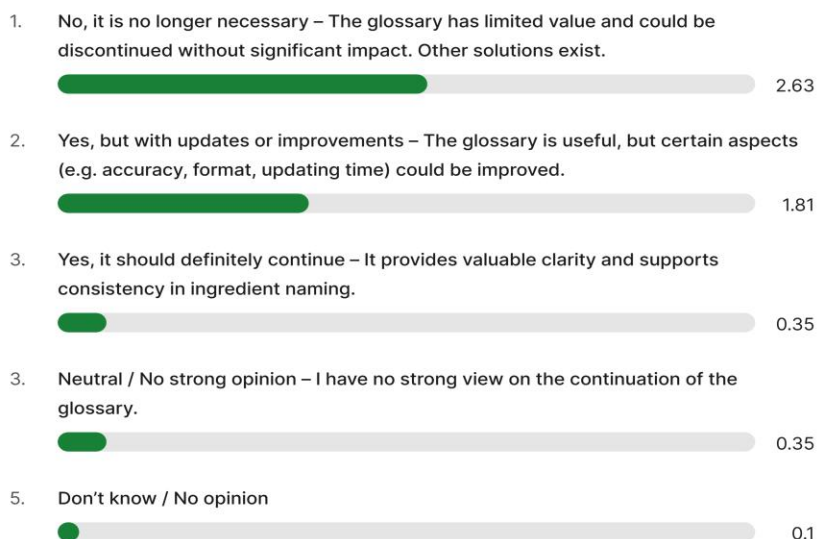 1. No, it is no longer necessary – The glossary has limited value and could be
discontinued without significant impact. Other solutions exist.
2.63
2. Yes, but with updates or improvements – The glossary is useful, but certain aspects
(e.g. accuracy, format, updating time) could be improved.
1.81
3. Yes, it should definitely continue – It provides valuable clarity and supports
consistency in ingredient naming.
0.35
3. Neutral / No strong opinion – I have no strong view on the continuation of the
glossary.
0.35
5. Don’t know / No opinion
0.1